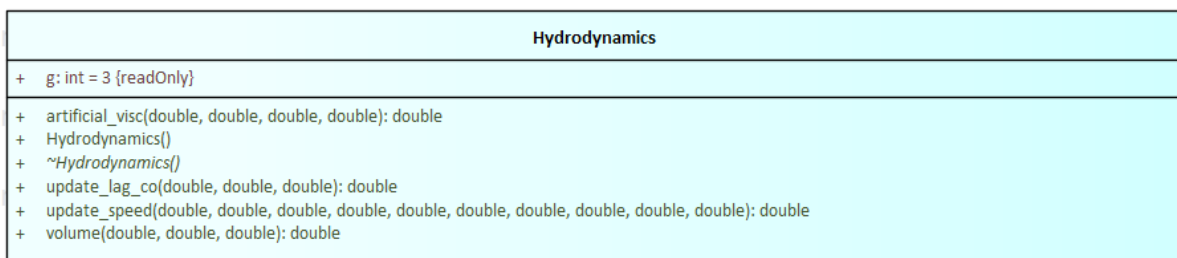 Hydrodynamics
+ g: int = 3 {readOnly}
+ artificial_visc(double, double, double, double): double
+ Hydrodynamics()
+ ~Hydrodynamics()
+ update_lag_co(double, double, double): double
+ update_speed(double, double, double, double, double, double, double, double, double, double): double
+ volume(double, double, double): double